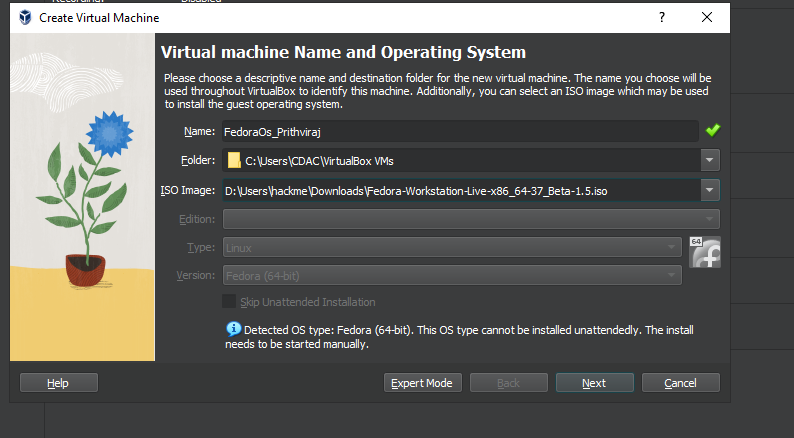 Create Virtual Machine
?
Virtual machine Name and Operating System
Please choose a descriptive name and destination folder for the new virtual machine. The name you choose will be
used throughout VirtualBox to identify this machine. Additionally, you can select an ISO image which may be used
to install the guest operating system.
Name: FedoraOs_Prithviraj
Folder: C:\Users\CDAC\VirtualBox VMs
ISO Image: D:\Users\hackme\Downloads\Fedora-Workstation-Live-x86_64-37_Beta-1.5.iso
Edition:
Type: Linux
64
Version: Fedora (64-bit)
Skip Unattended Installation
Detected OS type: Fedora (64-bit). This OS type cannot be installed unattendedly. The install
needs to be started manually.
Help Expert Mode Back Next Cancel